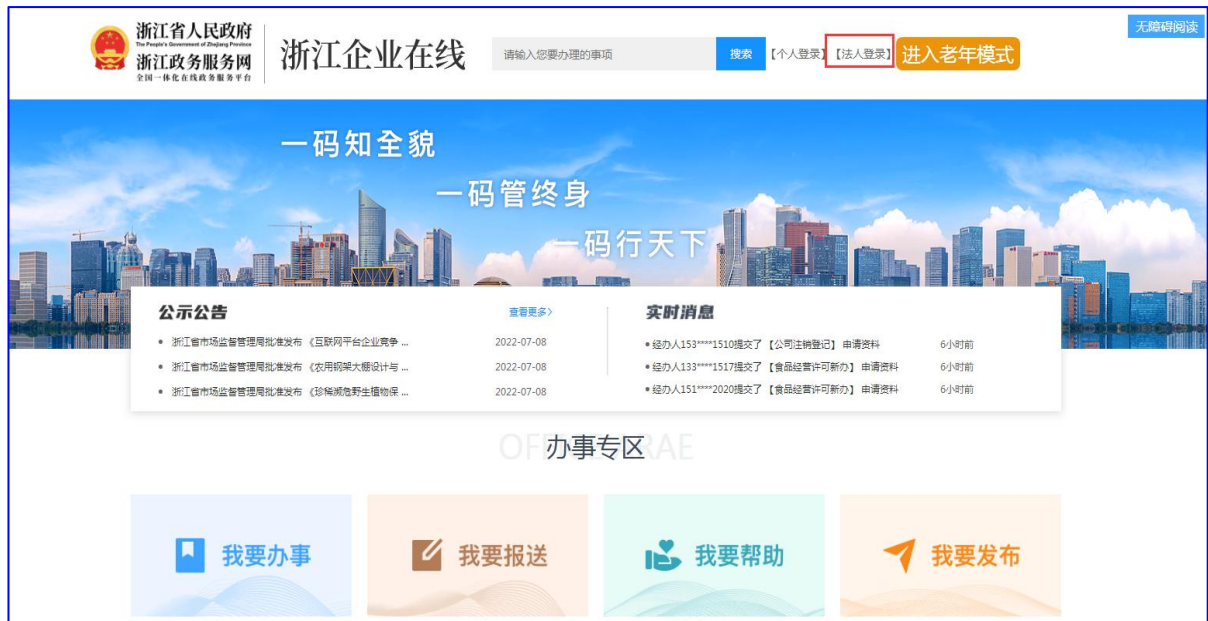 无障碍阅读
浙江省人民政府
The People's Government of Zhejiang Province
浙江政务服务网
全国一体化在线政务服务平台
浙江企业在线
请输入您要办理的事项
搜索
【个人登录】
【法人登录】
进入老年模式
一码知全貌
一码管终身
一码行天下
公示公告
查看更多>
• 浙江省市场监督管理局批准发布 《互联网平台企业竞争 ... 2022-07-08
• 浙江省市场监督管理局批准发布 《农用钢架大棚设计与 ... 2022-07-08
• 浙江省市场监督管理局批准发布 《珍稀濒危野生植物保 ... 2022-07-08
实时消息
•经办人153****1510提交了 【公司注销登记】 申请资料 6小时前
•经办人133****1517提交了 【食品经营许可新办】 申请资料 6小时前
•经办人151****2020提交了 【食品经营许可新办】 申请资料 6小时前
办事专区
我要办事
我要报送
我要帮助
我要发布